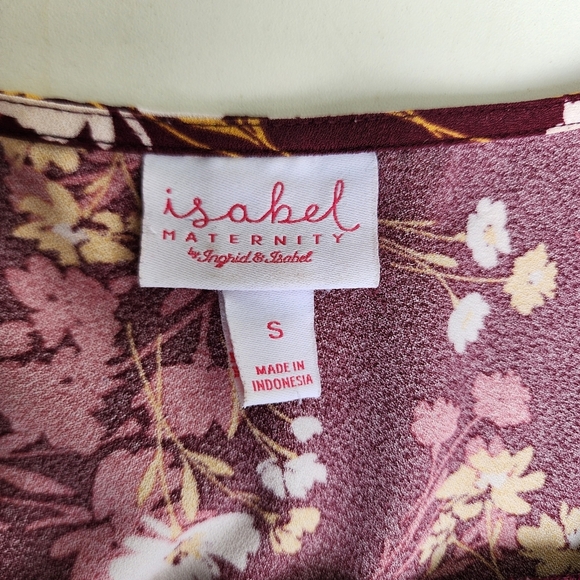 isabel
MATERNITY
by Ingrid & Isabel
S
MADE IN
INDONESIA